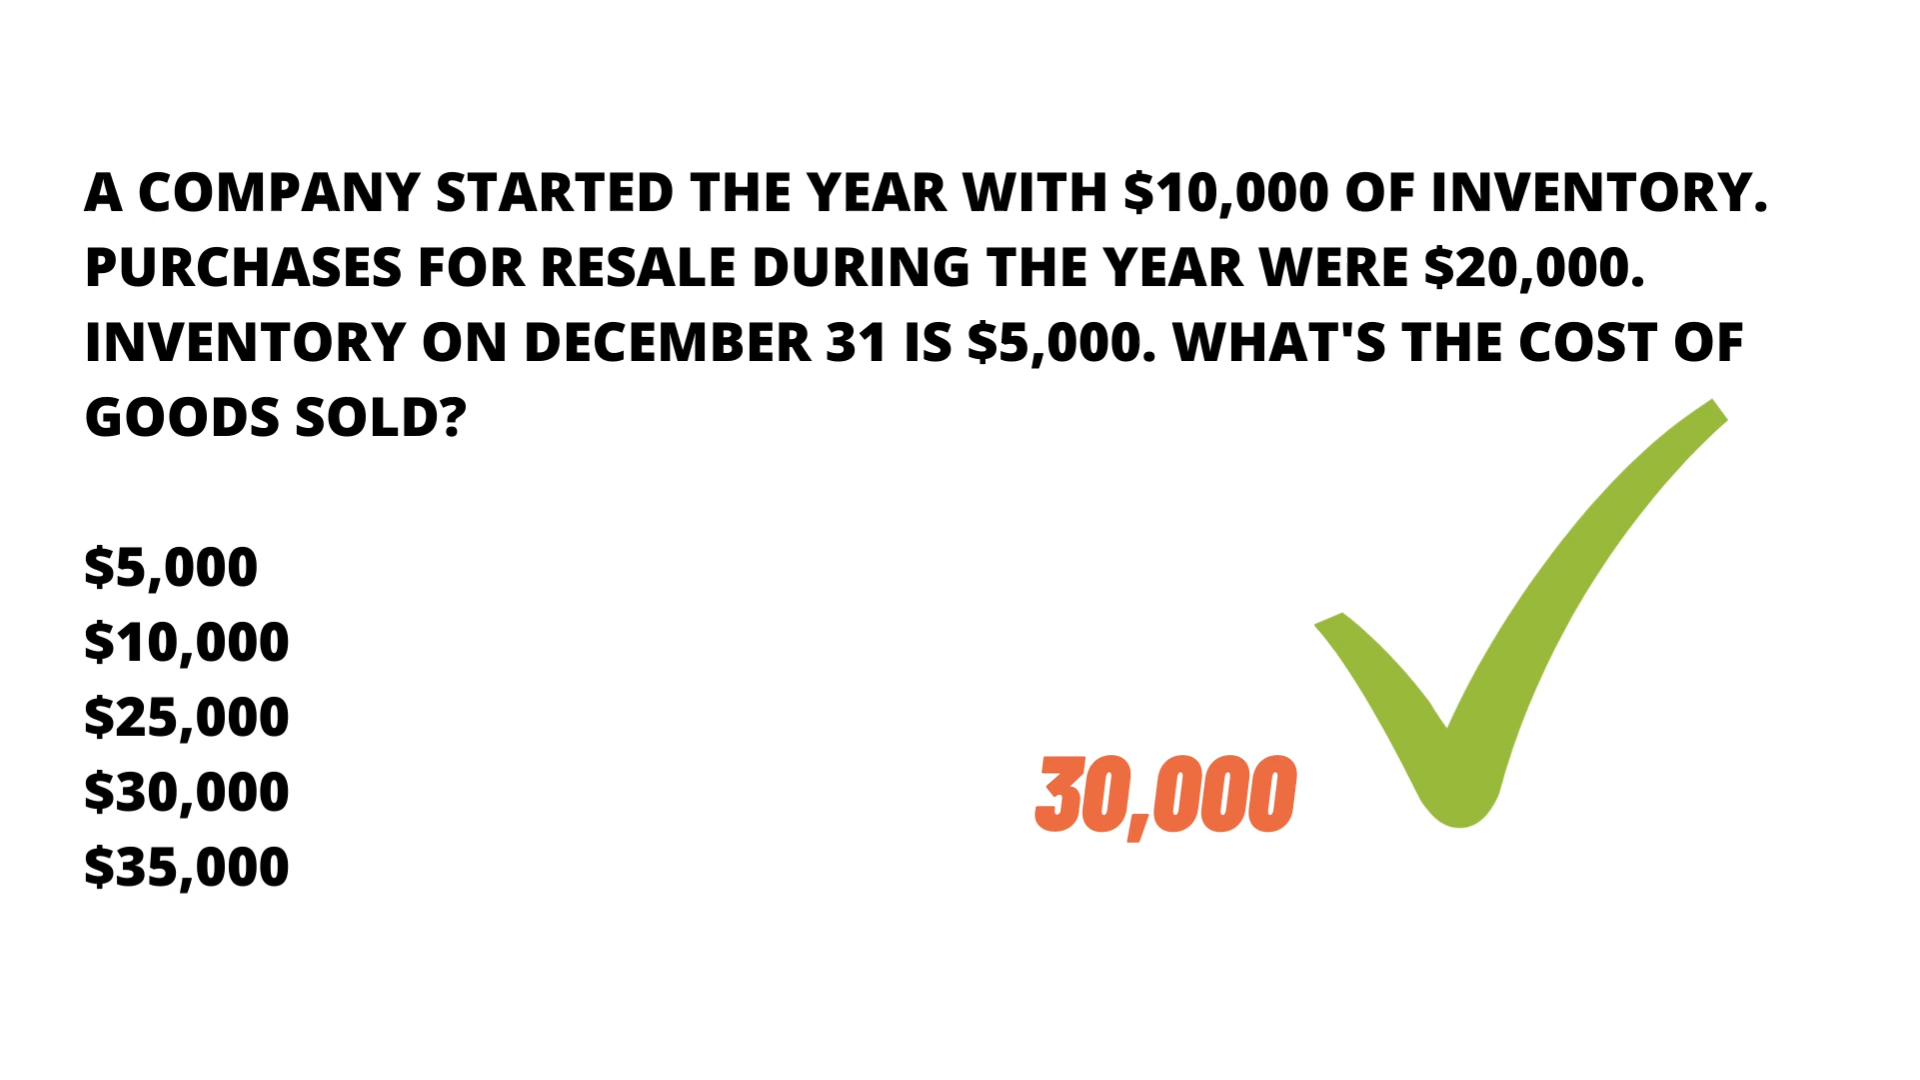 A COMPANY STARTED THE YEAR WITH $10,000 OF INVENTORY.
PURCHASES FOR RESALE DURING THE YEAR WERE $20,000.
INVENTORY ON DECEMBER 31 IS $5,000. WHAT'S THE COST OF
GOODS SOLD?
$5,000
$10,000
$25,000
$30,000
$35,000
30,000